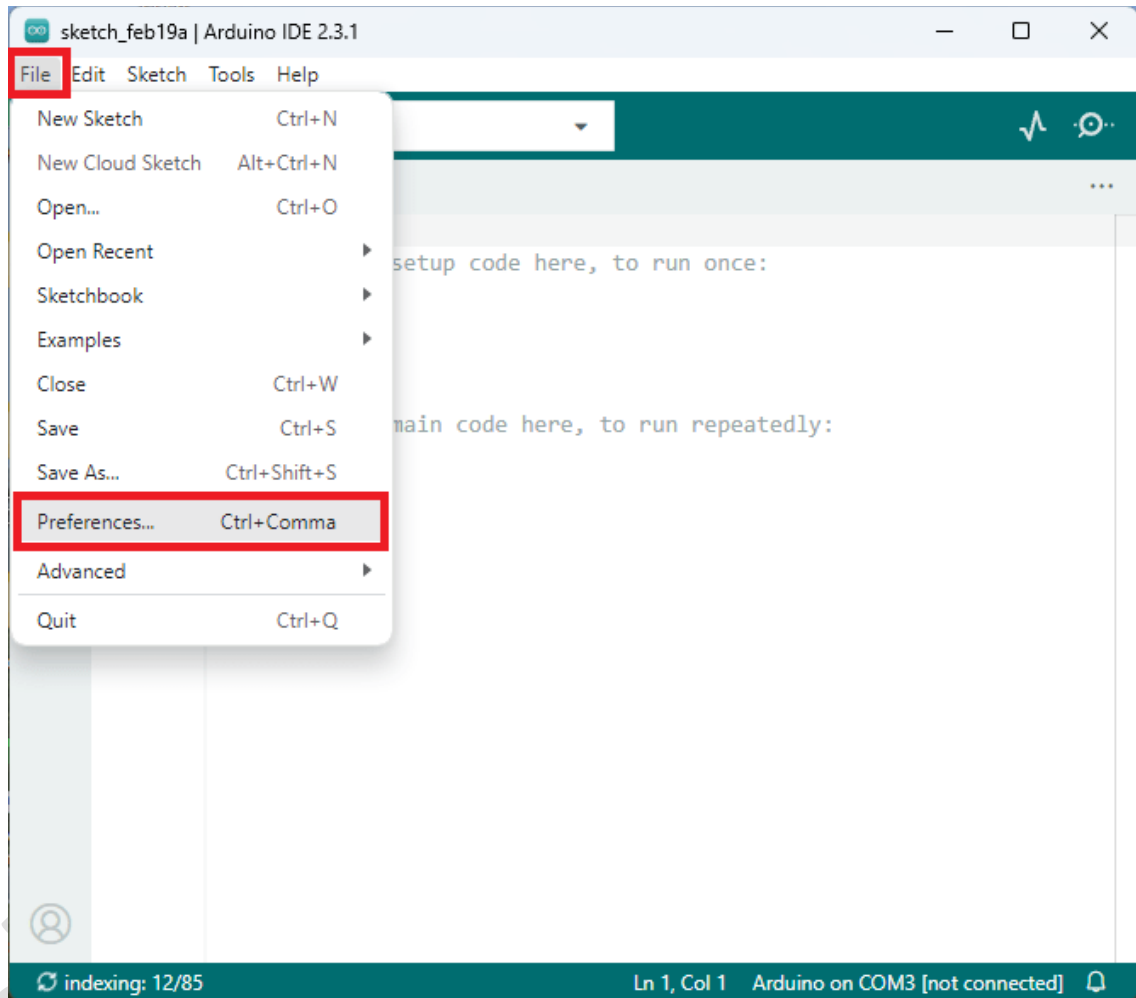 sketch_feb19a | Arduino IDE 2.3.1
File Edit Sketch Tools Help
New Sketch Ctrl+N
New Cloud Sketch Alt+Ctrl+N
Open... Ctrl+O
Open Recent
setup code here, to run once:
Sketchbook
Examples
Close Ctrl+W
Save Ctrl+S
main code here, to run repeatedly:
Save As... Ctrl+Shift+S
Preferences... Ctrl+Comma
Advanced
Quit Ctrl+Q
indexing: 12/85 Ln 1, Col 1 Arduino on COM3 [not connected]